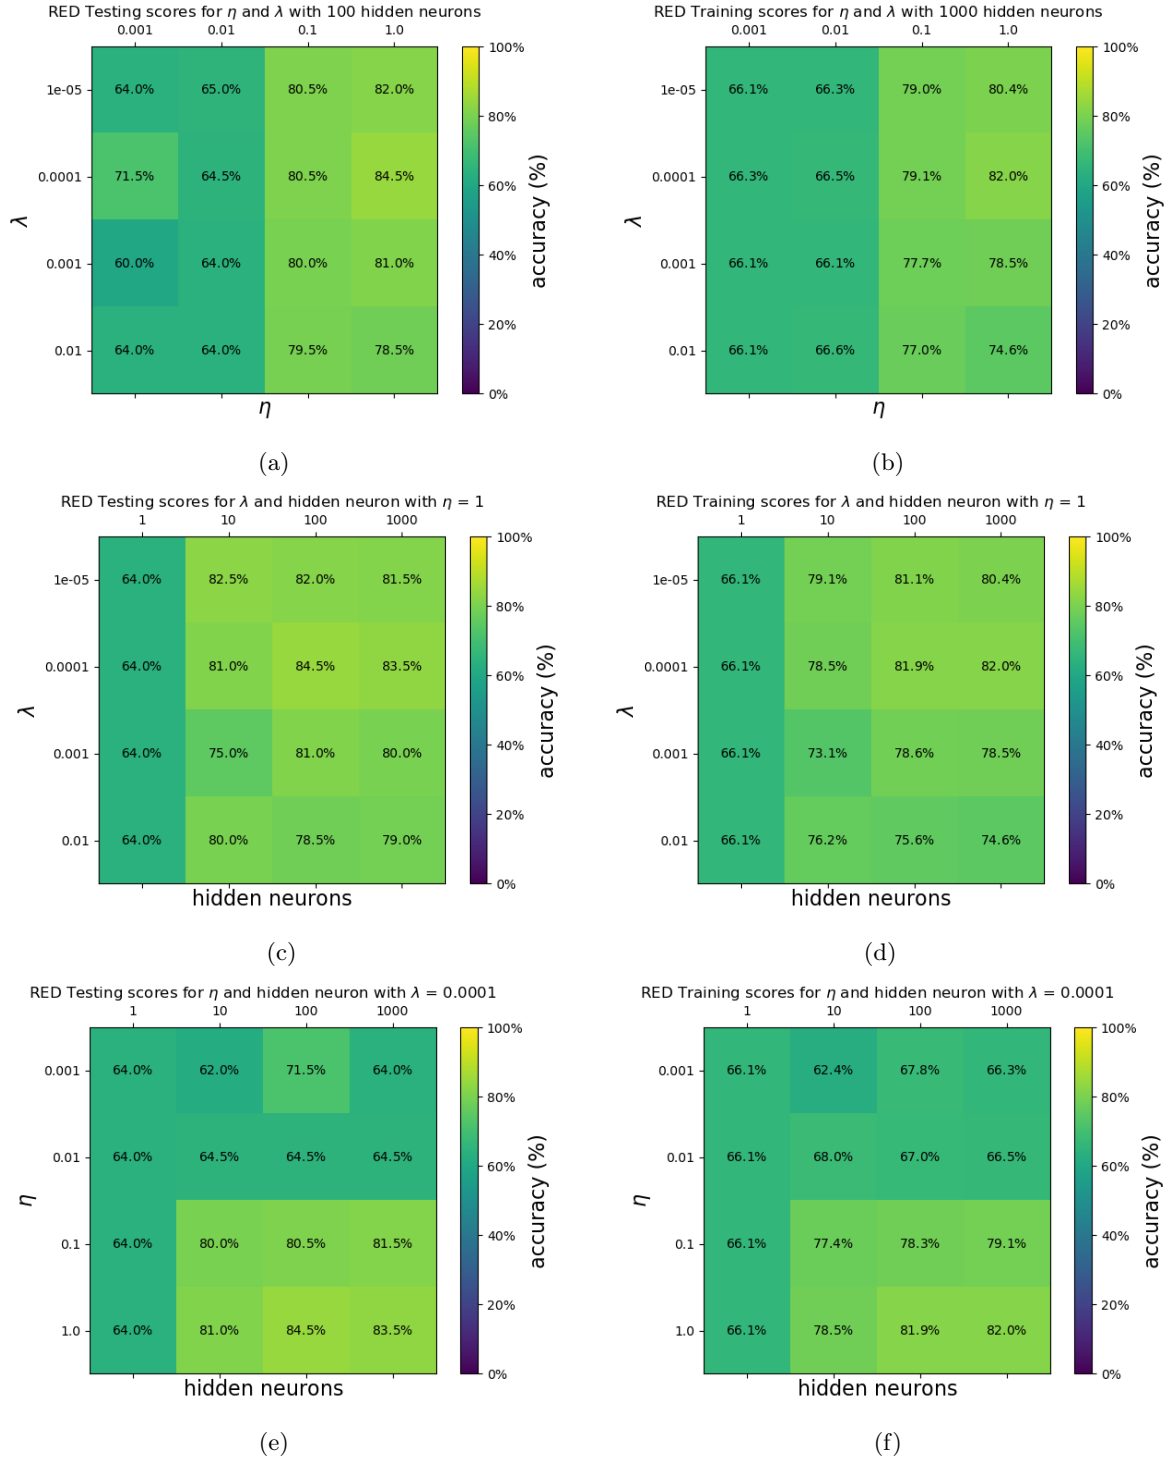 RED Testing scores for η and λ with 100 hidden neurons
0.001 0.01 0.1 1.0
1e-05 64.0% 65.0% 80.5% 82.0%
0.0001 71.5% 64.5% 80.5% 84.5%
0.001 60.0% 64.0% 80.0% 81.0%
0.01 64.0% 64.0% 79.5% 78.5%
λ
η
100%
80%
60%
40%
20%
0%
accuracy (%)
(a)
RED Training scores for η and λ with 1000 hidden neurons
0.001 0.01 0.1 1.0
1e-05 66.1% 66.3% 79.0% 80.4%
0.0001 66.3% 66.5% 79.1% 82.0%
0.001 66.1% 66.1% 77.7% 78.5%
0.01 66.1% 66.6% 77.0% 74.6%
λ
η
100%
80%
60%
40%
20%
0%
accuracy (%)
(b)
RED Testing scores for λ and hidden neuron with η = 1
1 10 100 1000
1e-05 64.0% 82.5% 82.0% 81.5%
0.0001 64.0% 81.0% 84.5% 83.5%
0.001 64.0% 75.0% 81.0% 80.0%
0.01 64.0% 80.0% 78.5% 79.0%
λ
hidden neurons
100%
80%
60%
40%
20%
0%
accuracy (%)
(c)
RED Training scores for λ and hidden neuron with η = 1
1 10 100 1000
1e-05 66.1% 79.1% 81.1% 80.4%
0.0001 66.1% 78.5% 81.9% 82.0%
0.001 66.1% 73.1% 78.6% 78.5%
0.01 66.1% 76.2% 75.6% 74.6%
λ
hidden neurons
100%
80%
60%
40%
20%
0%
accuracy (%)
(d)
RED Testing scores for η and hidden neuron with λ = 0.0001
1 10 100 1000
0.001 64.0% 62.0% 71.5% 64.0%
0.01 64.0% 64.5% 64.5% 64.5%
0.1 64.0% 80.0% 80.5% 81.5%
1.0 64.0% 81.0% 84.5% 83.5%
η
hidden neurons
100%
80%
60%
40%
20%
0%
accuracy (%)
(e)
RED Training scores for η and hidden neuron with λ = 0.0001
1 10 100 1000
0.001 66.1% 62.4% 67.8% 66.3%
0.01 66.1% 68.0% 67.0% 66.5%
0.1 66.1% 77.4% 78.3% 79.1%
1.0 66.1% 78.5% 81.9% 82.0%
η
hidden neurons
100%
80%
60%
40%
20%
0%
accuracy (%)
(f)